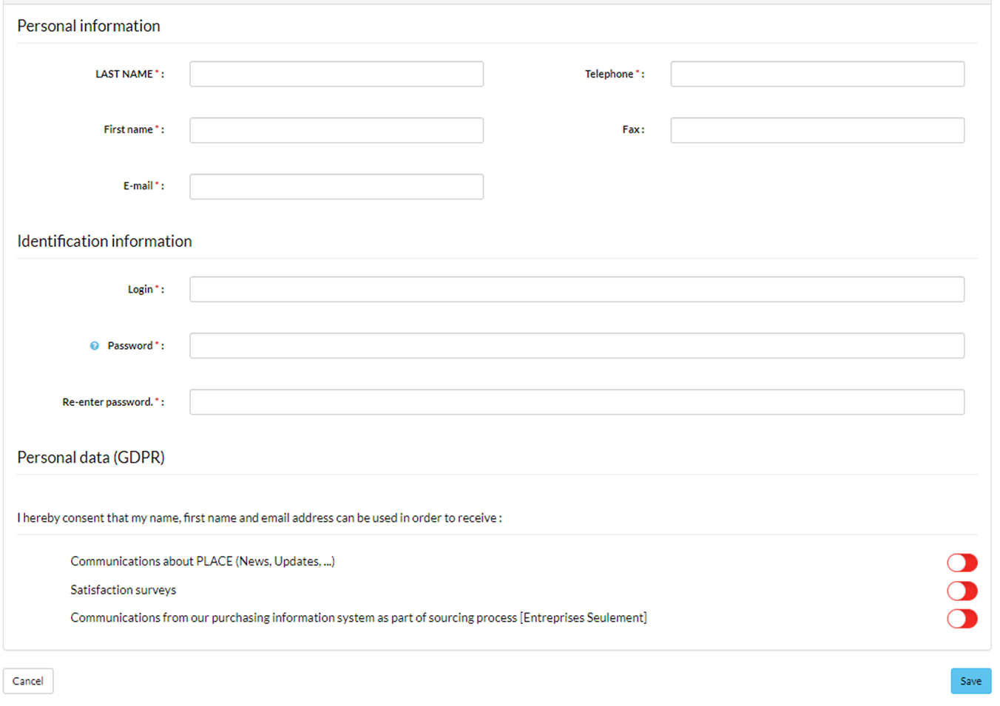 Personal information
LAST NAME * :
Telephone * :
First name * :
Fax :
E-mail * :
Identification information
Login * :
Password * :
Re-enter password. * :
Personal data (GDPR)
I hereby consent that my name, first name and email address can be used in order to receive :
Communications about PLACE (News, Updates, ...)
Satisfaction surveys
Communications from our purchasing information system as part of sourcing process [Entreprises Seulement]
Cancel
Save